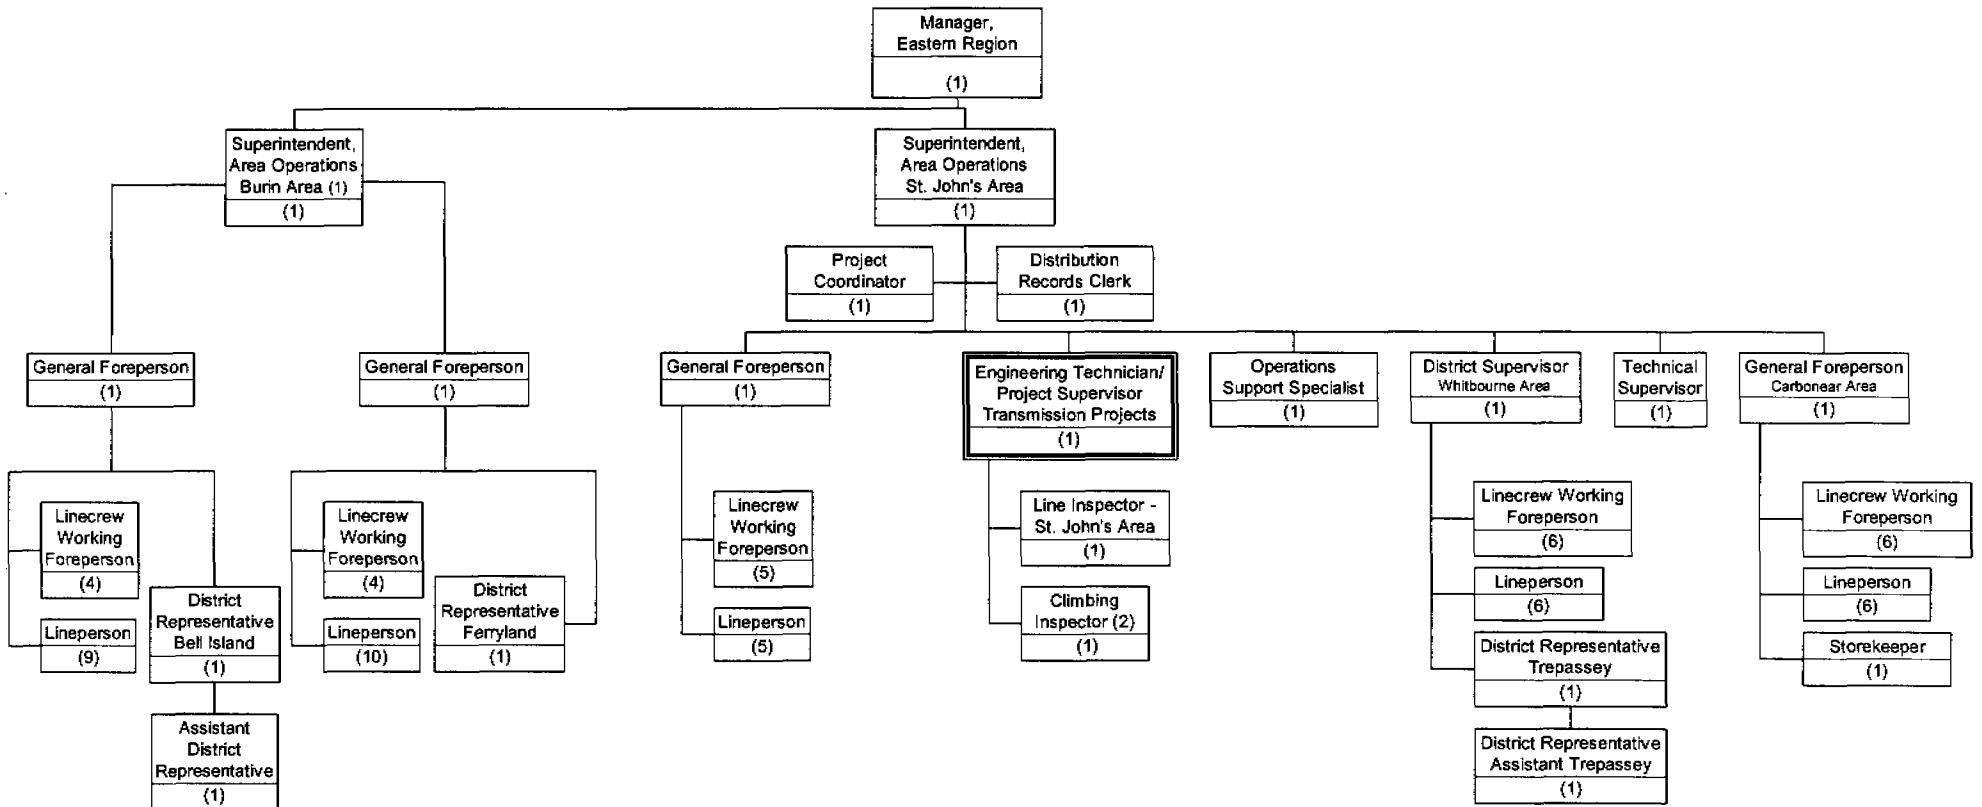 Manager,
Eastern Region
(1)
Superintendent,
Area Operations
Burin Area (1)
(1)
Superintendent,
Area Operations
St. John's Area
(1)
Project
Coordinator
(1)
Distribution
Records Clerk
(1)
General Foreperson
(1)
General Foreperson
(1)
General Foreperson
(1)
Engineering Technician/
Project Supervisor
Transmission Projects
(1)
Operations
Support Specialist
(1)
District Supervisor
Whitbourne Area
(1)
Technical
Supervisor
(1)
General Foreperson
Carbonear Area
(1)
Linecrew
Working
Foreperson
(4)
Lineperson
(9)
District
Representative
Bell Island
(1)
Assistant
District
Representative
(1)
Linecrew
Working
Foreperson
(4)
Lineperson
(10)
District
Representative
Ferryland
(1)
Linecrew
Working
Foreperson
(5)
Lineperson
(5)
Line Inspector -
St. John's Area
(1)
Climbing
Inspector (2)
(1)
Linecrew Working
Foreperson
(6)
Lineperson
(6)
District Representative
Trepassey
(1)
District Representative
Assistant Trepassey
(1)
Linecrew Working
Foreperson
(6)
Lineperson
(6)
Storekeeper
(1)